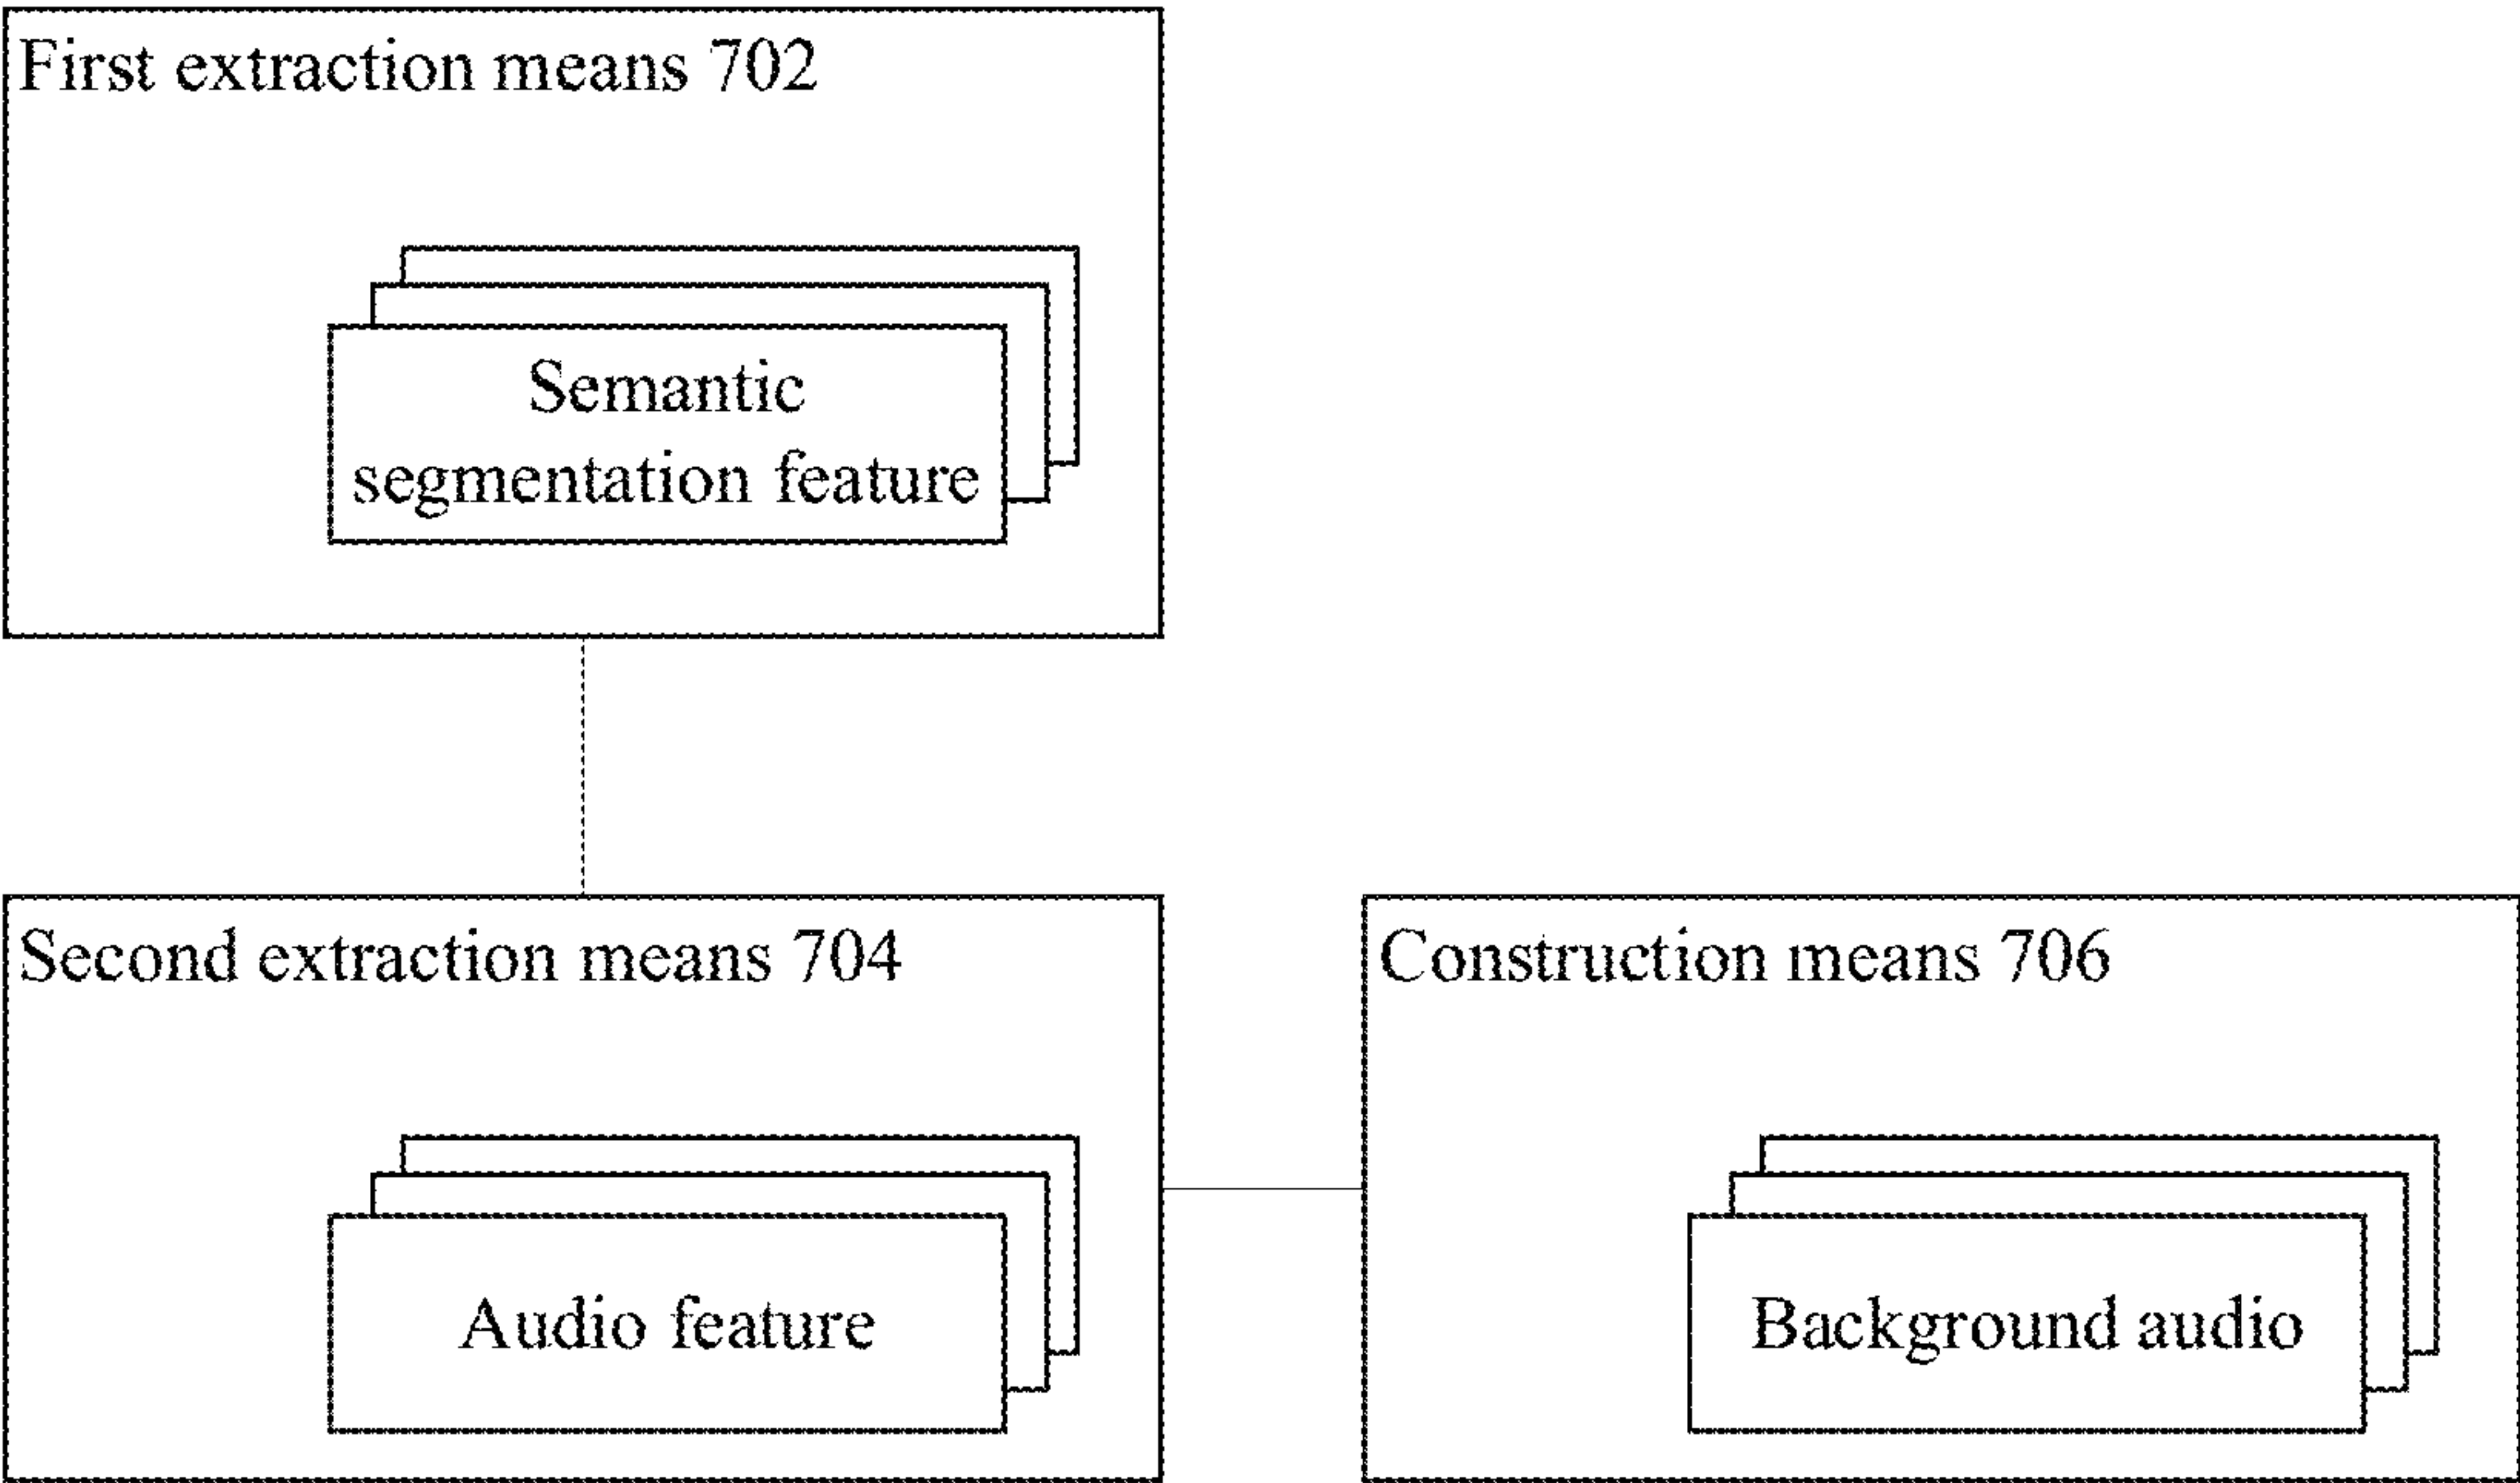 First extraction means 702
Semantic
segmentation feature
Second extraction means 704
Audio feature
Construction means 706
Background audio